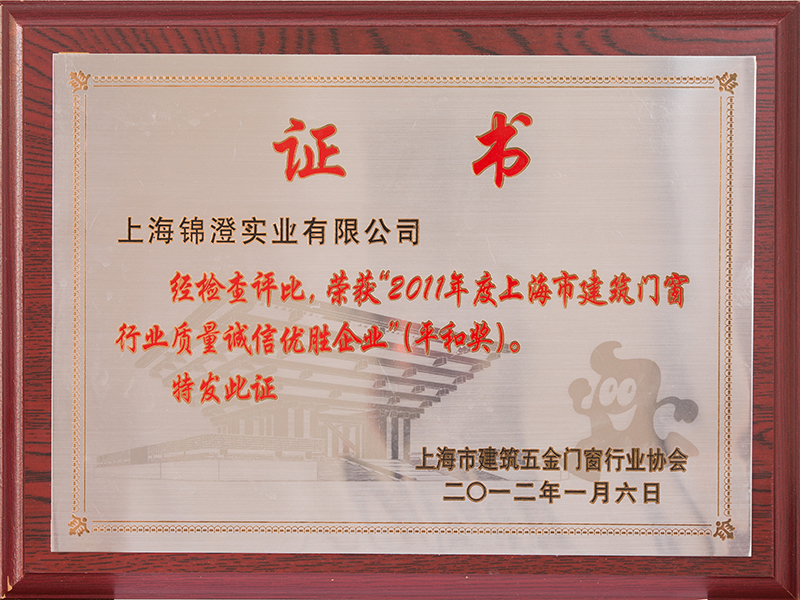 证书
上海锦澄实业有限公司
经检查评比，荣获“2011年度上海市建筑门窗
行业质量诚信优胜企业”(平和奖)。
特发此证
上海市建筑五金门窗行业协会
二〇一二年一月六日